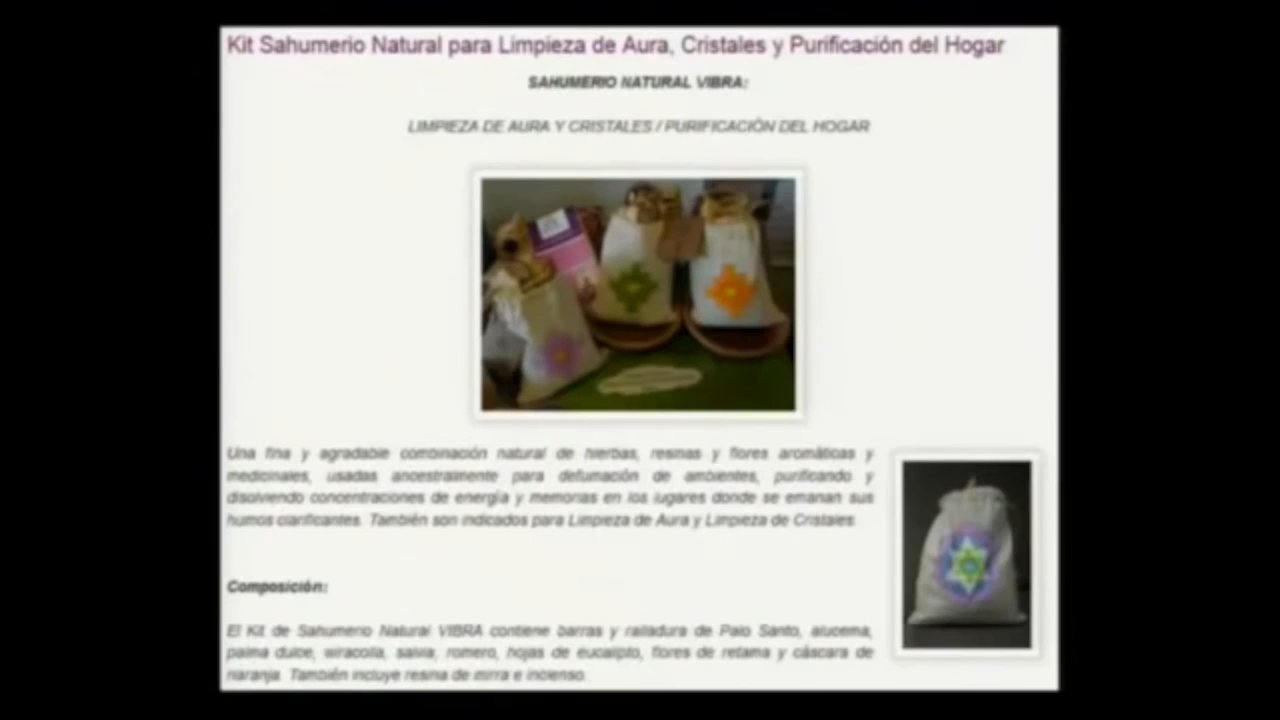 Kit Sahumerio Natural para Limpieza de Aura, Cristales y Purificación del Hogar
SAHUMERIO NATURAL VIBRA:
LIMPIEZA DE AURA Y CRISTALES / PURIFICACIÓN DEL HOGAR
Una fina y agradable combinación natural de hierbas, resinas y flores aromáticas y
medicinales, usadas ancestralmente para defumación de ambientes, purificando y
disolviendo concentraciones de energía y memorias en los lugares donde se emanan sus
humos clarificantes. También son indicados para Limpieza de Aura y Limpieza de Cristales.
Composición:
El Kit de Sahumerio Natural VIBRA contiene barras y ralladura de Palo Santo, alucema,
palma dulce, wiracolla, salvia, romero, hojas de eucalipto, flores de retama y cáscara de
naranja. También incluye resina de mirra e incienso.